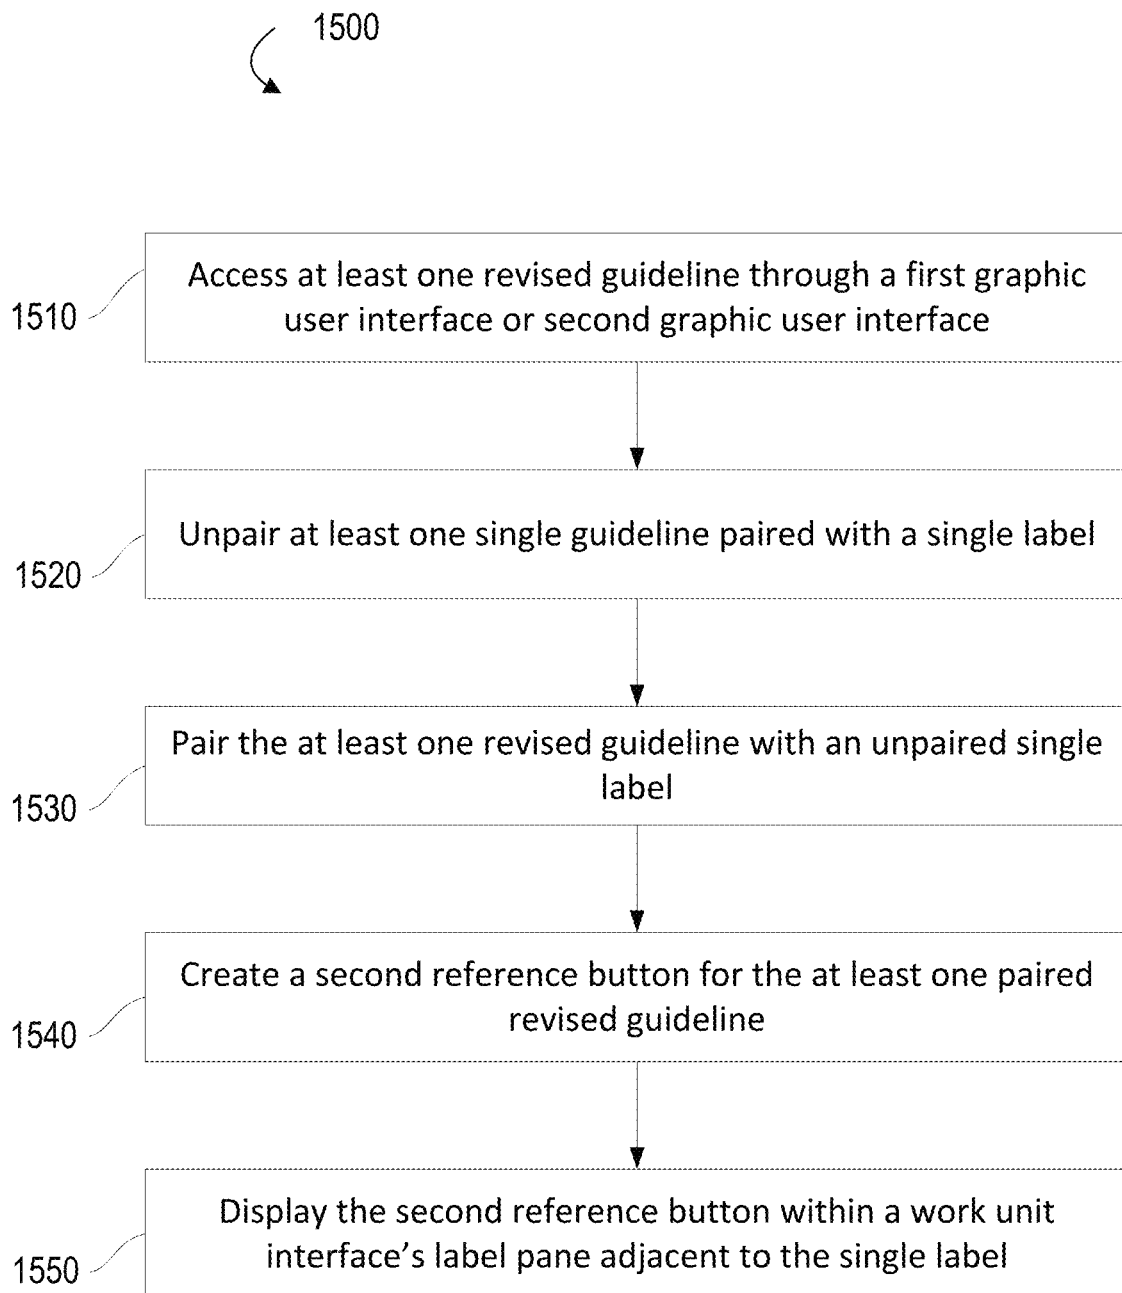 1500
Access at least one revised guideline through a first graphic
user interface or second graphic user interface
1510
Unpair at least one single guideline paired with a single label
1520
Pair the at least one revised guideline with an unpaired single
label
1530
Create a second reference button for the at least one paired
revised guideline
1540
Display the second reference button within a work unit
interface's label pane adjacent to the single label
1550